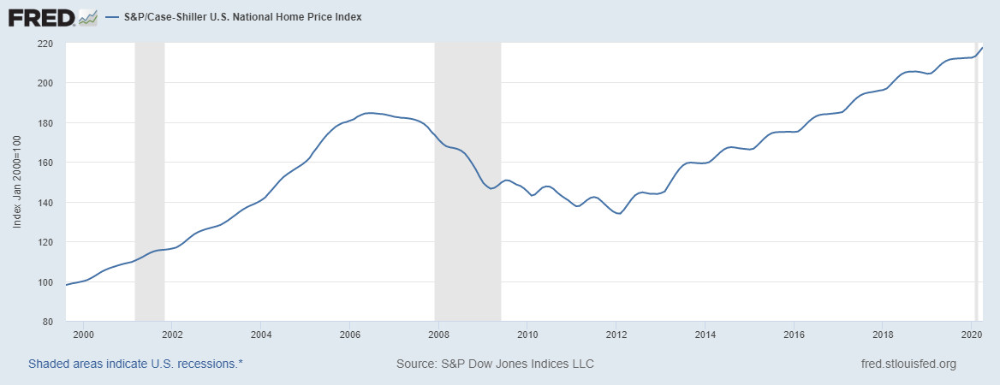 FRED
S&P/Case-Shiller U.S. National Home Price Index
220
200
180
160
140
120
100
80
Index Jan 2000=100
2000 2002 2004 2006 2008 2010 2012 2014 2016 2018 2020
Shaded areas indicate U.S. recessions.* Source: S&P Dow Jones Indices LLC fred.stlouisfed.org